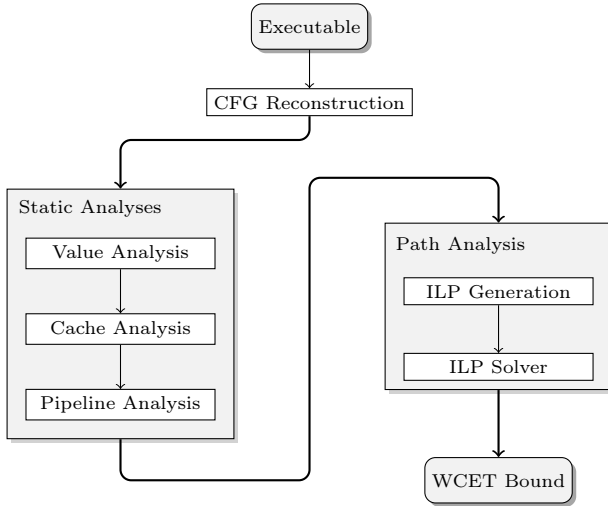 Executable
CFG Reconstruction
Static Analyses
Value Analysis
Cache Analysis
Pipeline Analysis
Path Analysis
ILP Generation
ILP Solver
WCET Bound